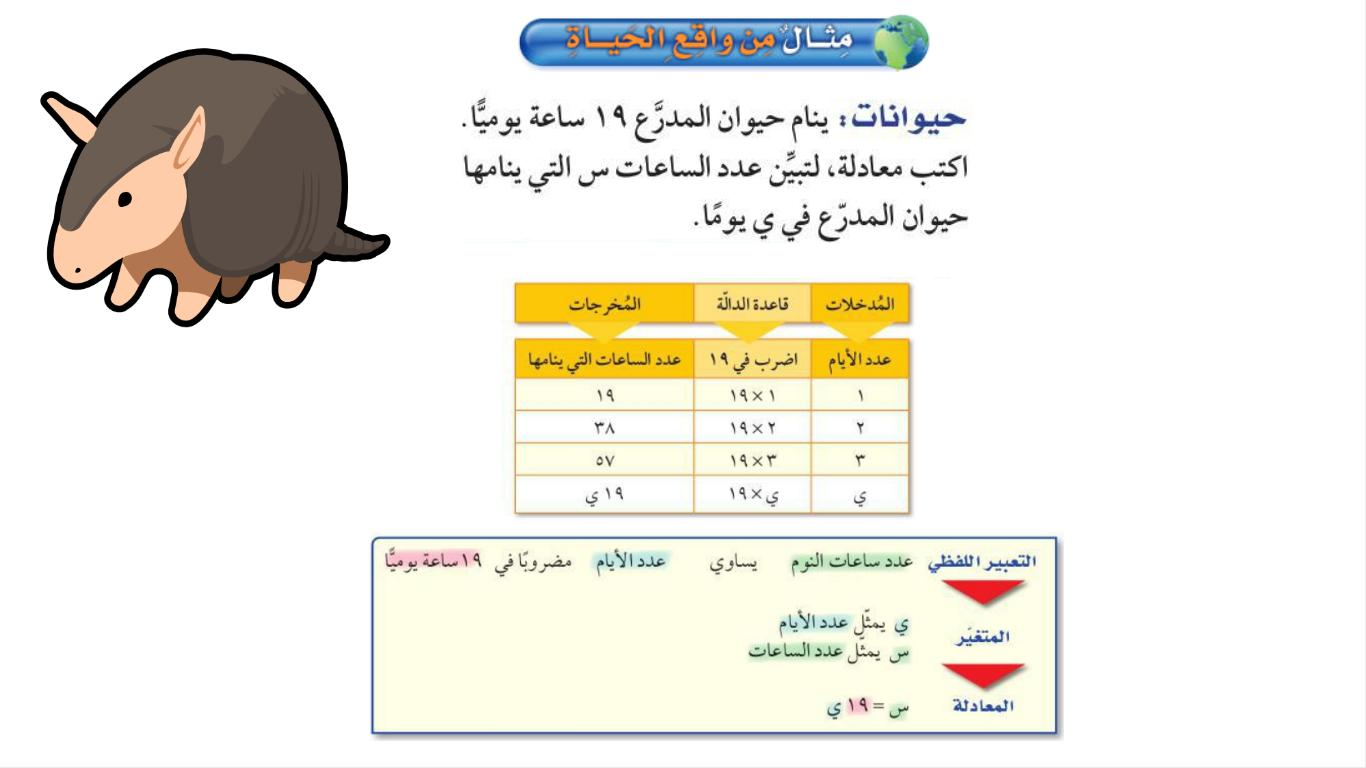 مِثــالٌ مِن واقِعِ الحَيــاةِ
حيوانات: ينام حيوان المدرَّع ١٩ ساعة يوميًّا.
اكتب معادلة، لتبيِّن عدد الساعات س التي ينامها
حيوان المدرّع في ي يومًا.
المُدخلات قاعدة الدالّة المُخرجات
عدد الأيام اضرب في ١٩ عدد الساعات التي ينامها
١ ١ × ١٩ ١٩
٢ ٢ × ١٩ ٣٨
٣ ٣ × ١٩ ٥٧
ي ي × ١٩ ١٩ ي
التعبير اللفظي عدد ساعات النوم يساوي عدد الأيام مضروبًا في ١٩ساعة يوميًّا
المتغيّر
ي يمثّل عدد الأيام
س يمثّل عدد الساعات
المعادلة س = ١٩ ي